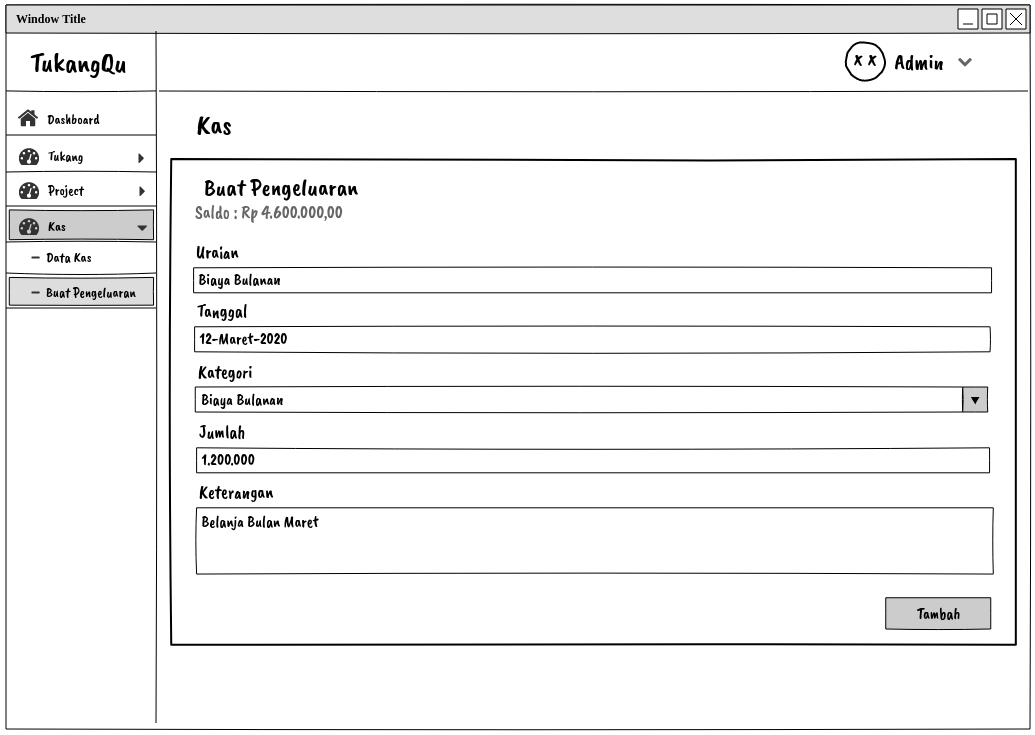 Window Title
TukangQu
Admin
Dashboard
Tukang
Project
Kas
Data Kas
Buat Pengeluaran
Kas
Buat Pengeluaran
Saldo : Rp 4.600.000,00
Uraian
Biaya Bulanan
Tanggal
12-Maret-2020
Kategori
Biaya Bulanan
Jumlah
1.200.000
Keterangan
Belanja Bulan Maret
Tambah